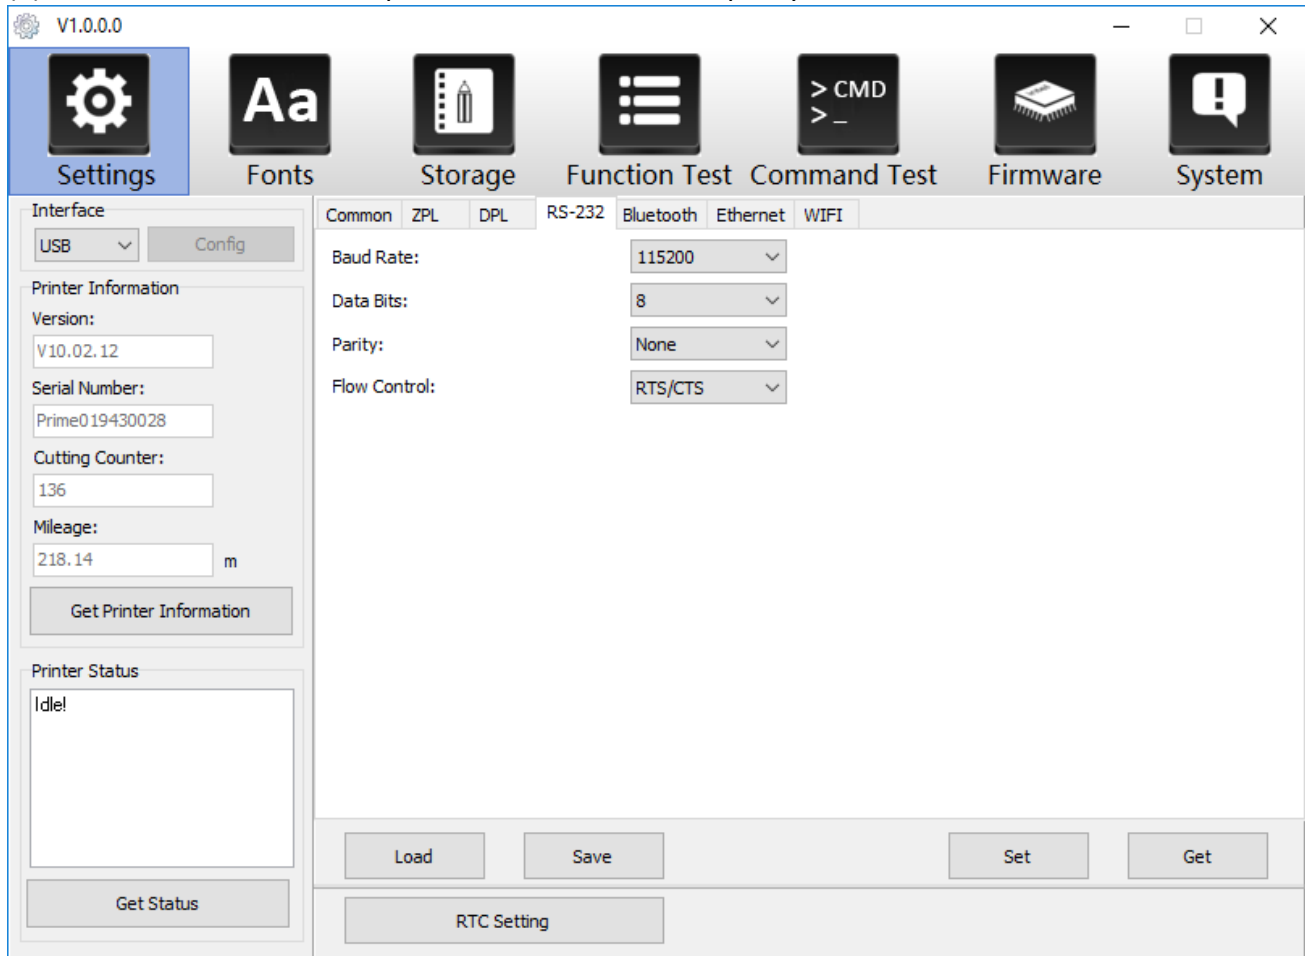 V1.0.0.0
Aa
> CMD
> _
Settings
Fonts
Storage
Function Test
Command Test
Firmware
System
Interface
USB
Config
Printer Information
Version:
V10.02.12
Serial Number:
Prime019430028
Cutting Counter:
136
Mileage:
218.14 m
Get Printer Information
Printer Status
Idle!
Get Status
Common ZPL DPL RS-232 Bluetooth Ethernet WIFI
Baud Rate: 115200
Data Bits: 8
Parity: None
Flow Control: RTS/CTS
Load Save Set Get
RTC Setting